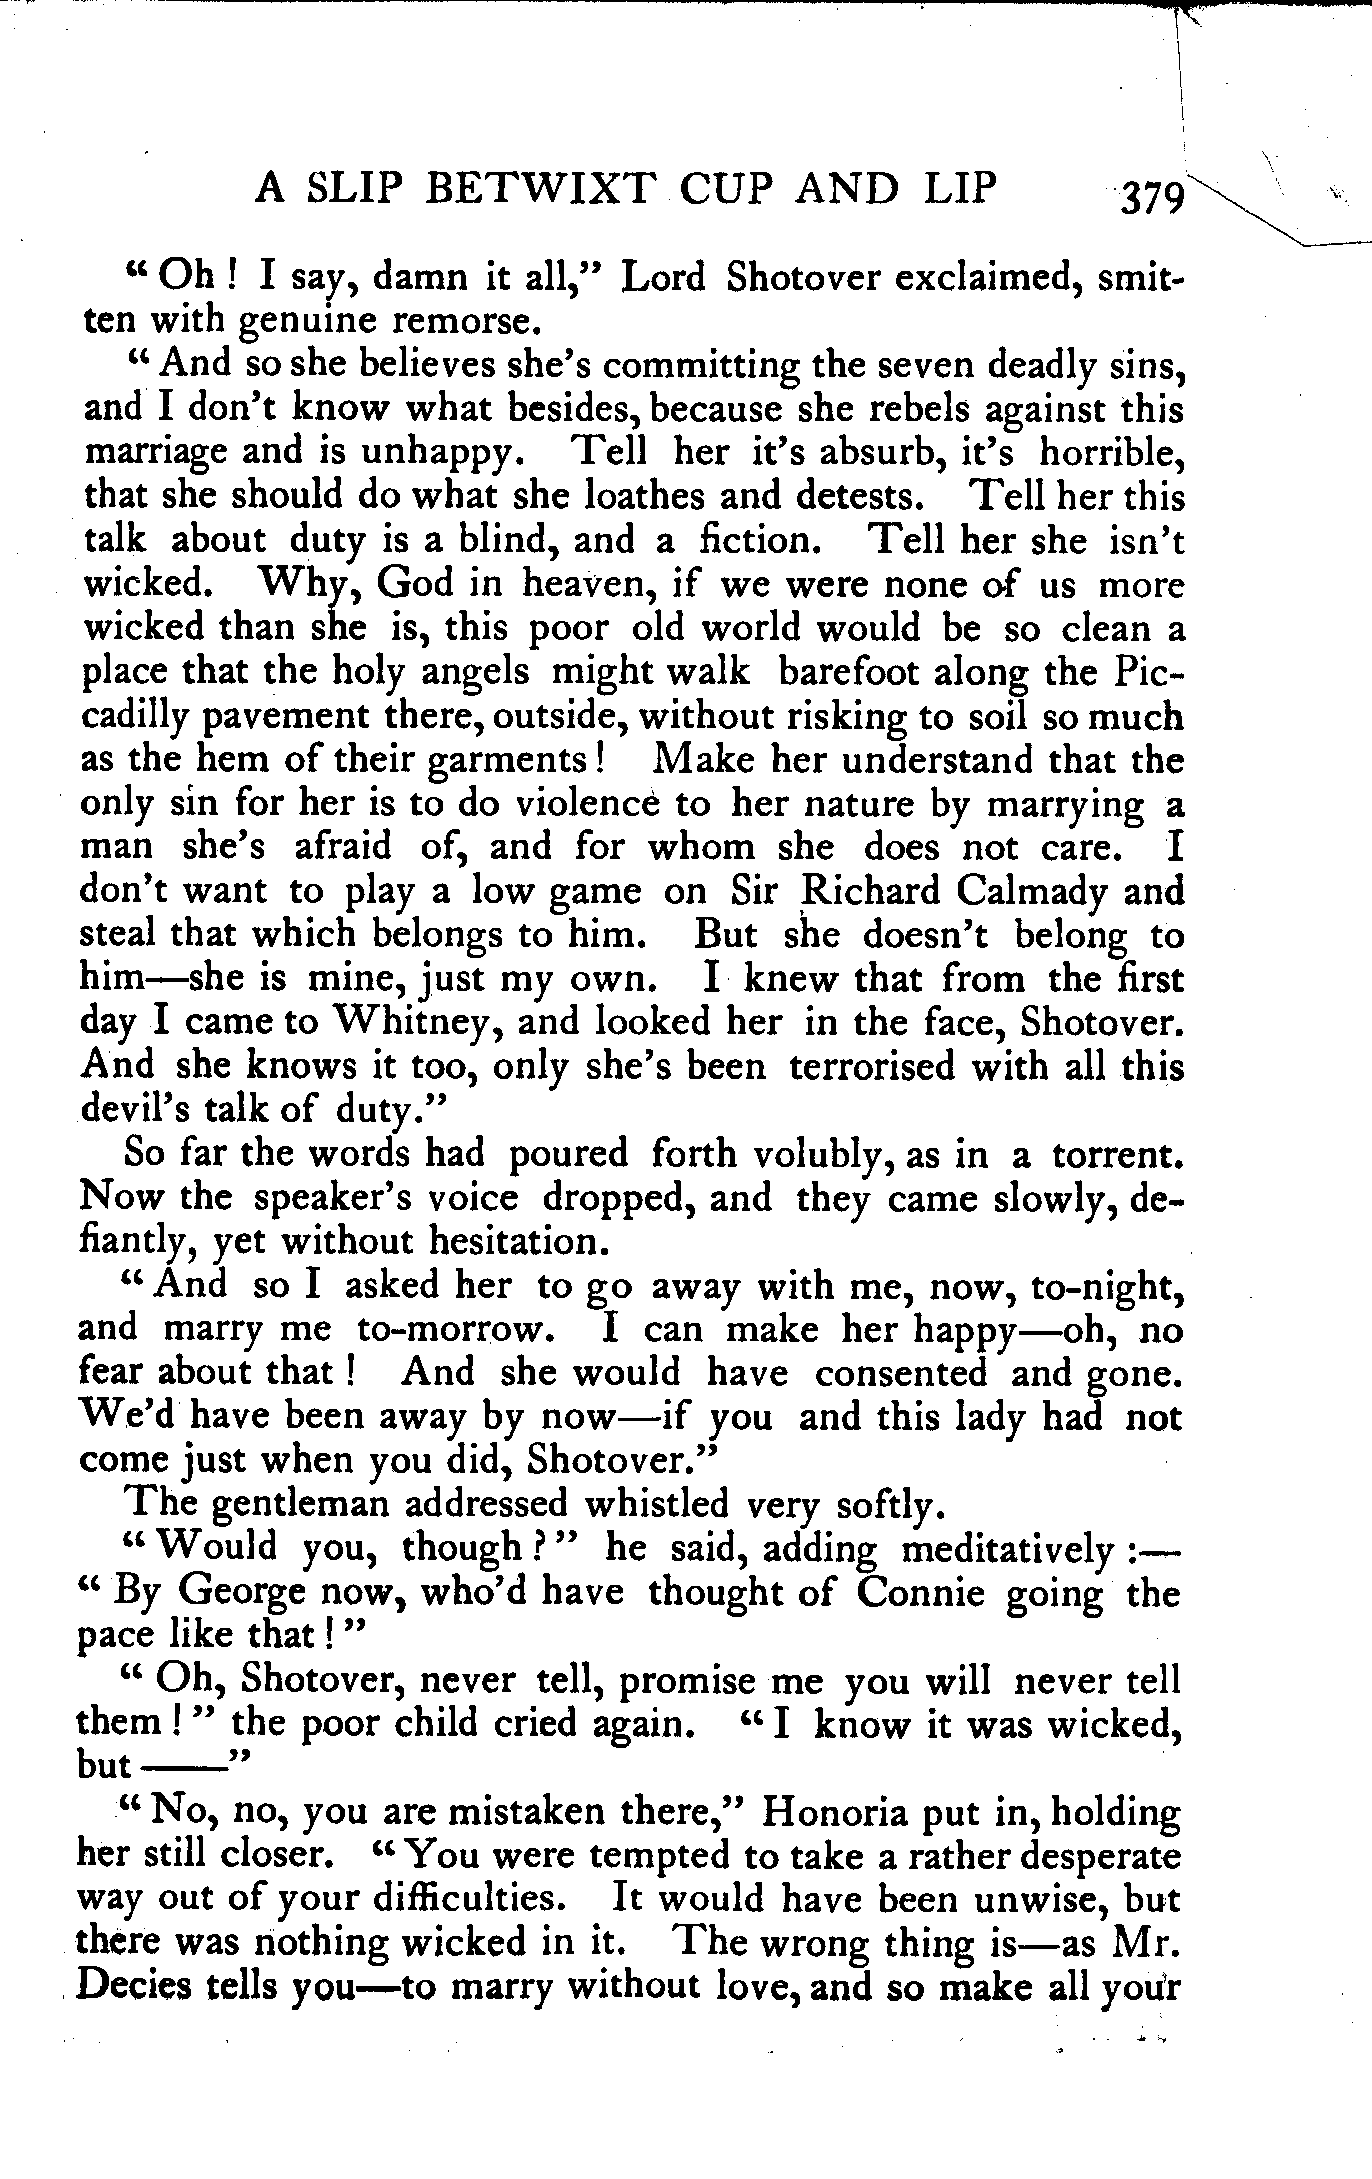 A SLIP BETWIXT CUP AND LIP 379
“Oh! I say, damn it all,” Lord Shotover exclaimed, smit-
ten with genuine remorse.
“And so she believes she’s committing the seven deadly sins,
and I don’t know what besides, because she rebels against this
marriage and is unhappy. Tell her it’s absurd, it’s horrible,
that she should do what she loathes and detests. Tell her this
talk about duty is a blind, and a fiction. Tell her she isn’t
wicked. Why, God in heaven, if we were none of us more
wicked than she is, this poor old world would be so clean a
place that the holy angels might walk barefoot along the Pic-
cadilly pavement there, outside, without risking to soil so much
as the hem of their garments! Make her understand that the
only sin for her is to do violence to her nature by marrying a
man she’s afraid of, and for whom she does not care. I
don’t want to play a low game on Sir Richard Calmady and
steal that which belongs to him. But she doesn’t belong to
him—she is mine, just my own. I knew that from the first
day I came to Whitney, and looked her in the face, Shotover.
And she knows it too, only she’s been terrorised with all this
devil’s talk of duty.”
So far the words had poured forth volubly, as in a torrent.
Now the speaker’s voice dropped, and they came slowly, de-
fiantly, yet without hesitation.
“And so I asked her to go away with me, now, to-night,
and marry me to-morrow. I can make her happy—oh, no
fear about that! And she would have consented and gone.
We’d have been away by now—if you and this lady had not
come just when you did, Shotover.”
The gentleman addressed whistled very softly.
“Would you, though?” he said, adding meditatively:—
“By George now, who’d have thought of Connie going the
pace like that!”
“Oh, Shotover, never tell, promise me you will never tell
them!” the poor child cried again. “I know it was wicked,
but——”
“No, no, you are mistaken there,” Honoria put in, holding
her still closer. “You were tempted to take a rather desperate
way out of your difficulties. It would have been unwise, but
there was nothing wicked in it. The wrong thing is—as Mr.
Decies tells you—to marry without love, and so make all your